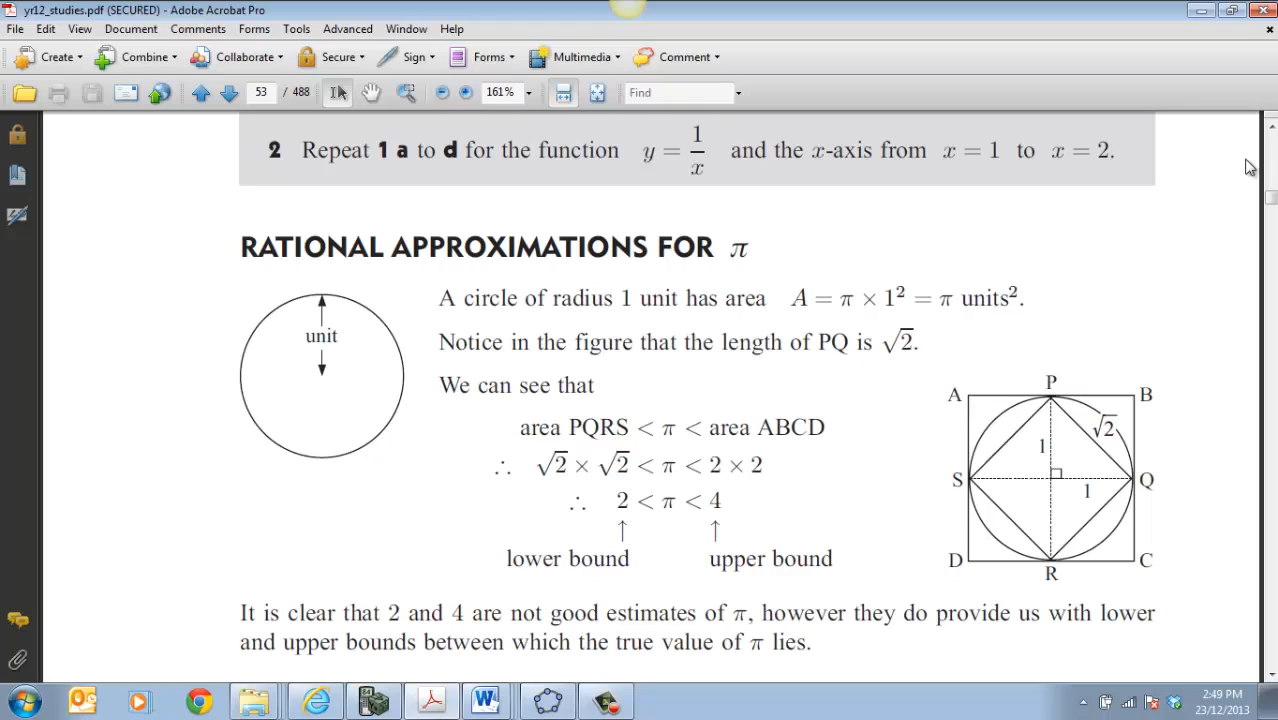 yr12_studies.pdf (SECURED) - Adobe Acrobat Pro
File Edit View Document Comments Forms Tools Advanced Window Help
Create Combine Collaborate Secure Sign Forms Multimedia Comment
53 / 488 161% Find
2 Repeat 1 a to d for the function y = 1/x and the x-axis from x = 1 to x = 2.
RATIONAL APPROXIMATIONS FOR π
unit
A circle of radius 1 unit has area A = π × 1² = π units².
Notice in the figure that the length of PQ is √2.
We can see that
area PQRS < π < area ABCD
∴ √2 × √2 < π < 2 × 2
∴ 2 < π < 4
↑ ↑
lower bound upper bound
A P B
√2
1
S Q
1
D R C
It is clear that 2 and 4 are not good estimates of π, however they do provide us with lower
and upper bounds between which the true value of π lies.
2:49 PM
23/12/2013